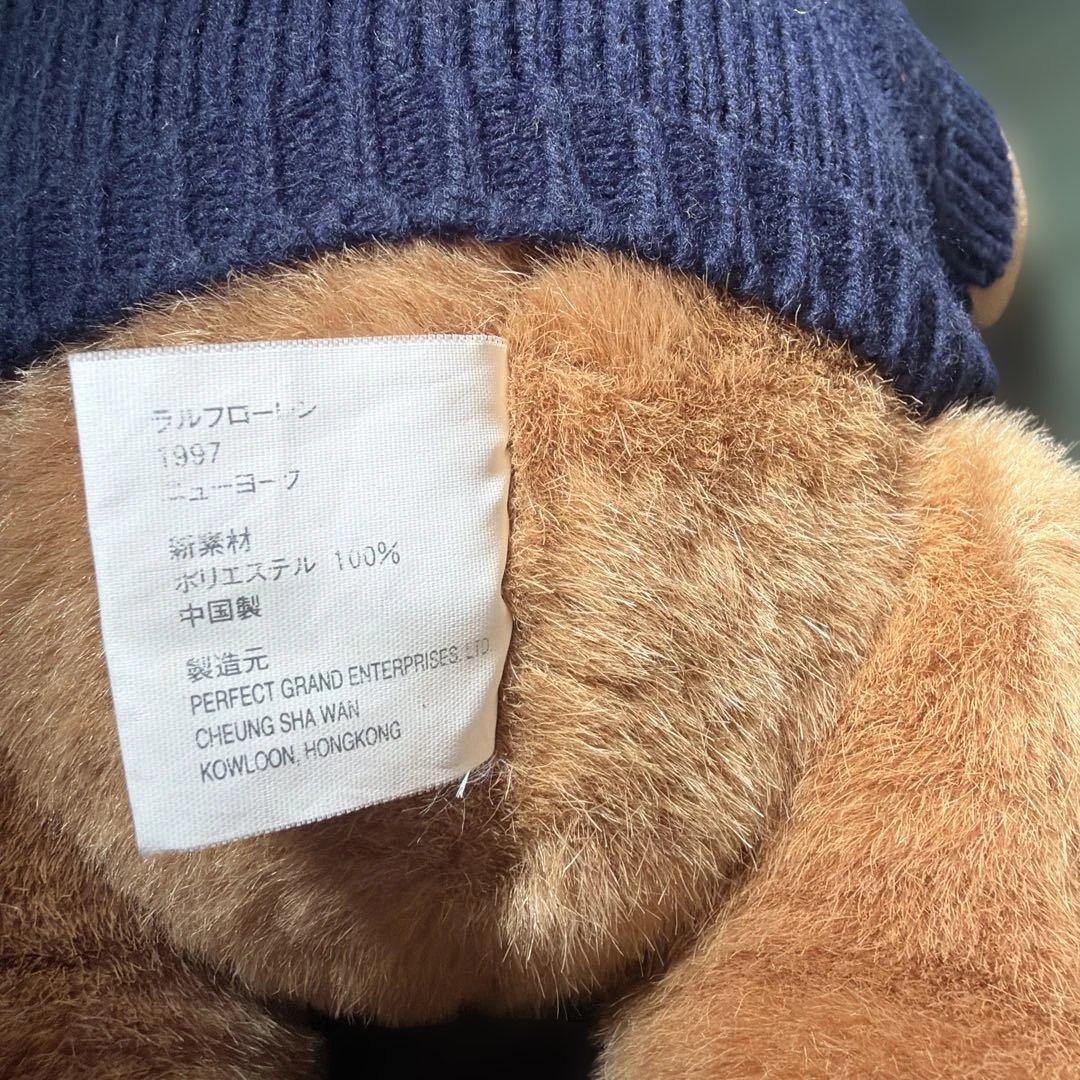 ラルフローレン
1997
ニューヨーク
新素材
ポリエステル 100%
中国製
製造元
PERFECT GRAND ENTERPRISES. LTD
CHEUNG SHA WAN
KOWLOON, HONGKONG